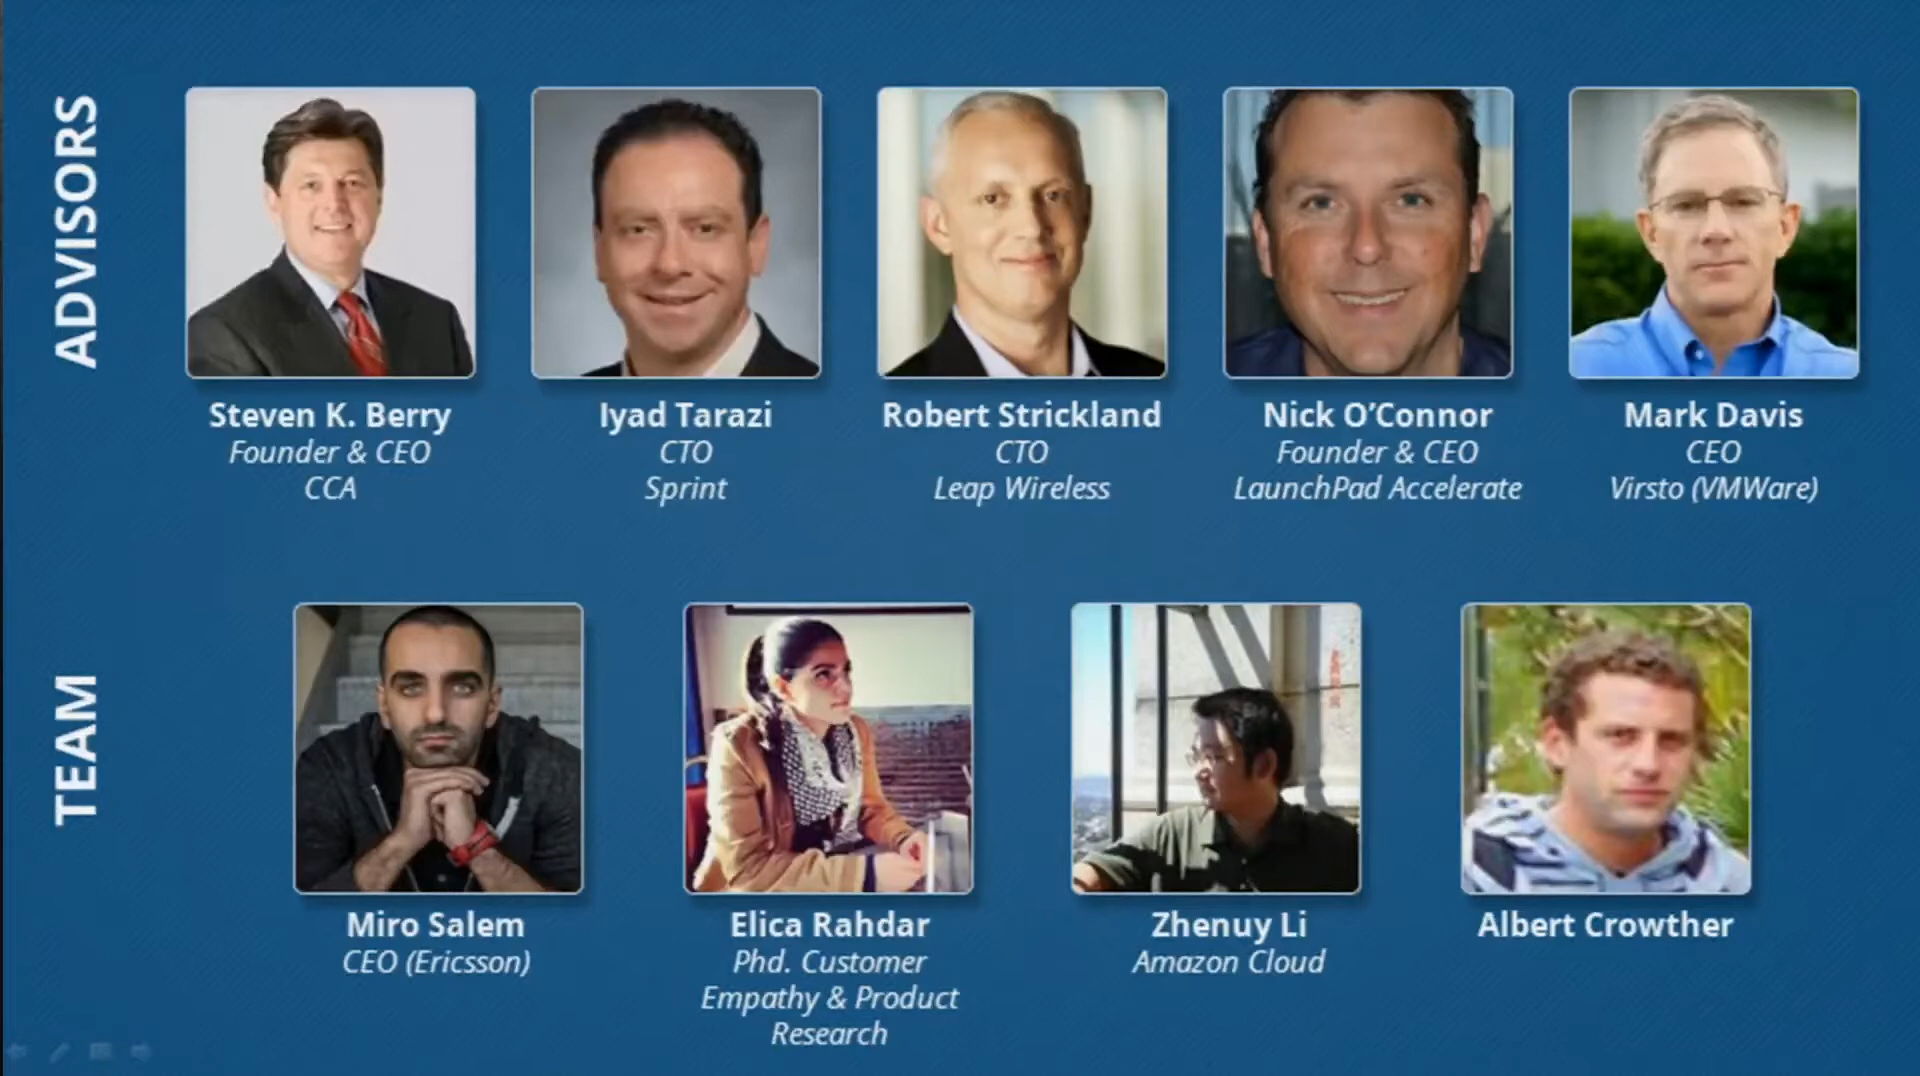 ADVISORS
Steven K. Berry
Founder & CEO
CCA
Iyad Tarazi
CTO
Sprint
Robert Strickland
CTO
Leap Wireless
Nick O’Connor
Founder & CEO
LaunchPad Accelerate
Mark Davis
CEO
Virsto (VMWare)
TEAM
Miro Salem
CEO (Ericsson)
Elica Rahdar
Phd. Customer
Empathy & Product
Research
Zhenuy Li
Amazon Cloud
Albert Crowther